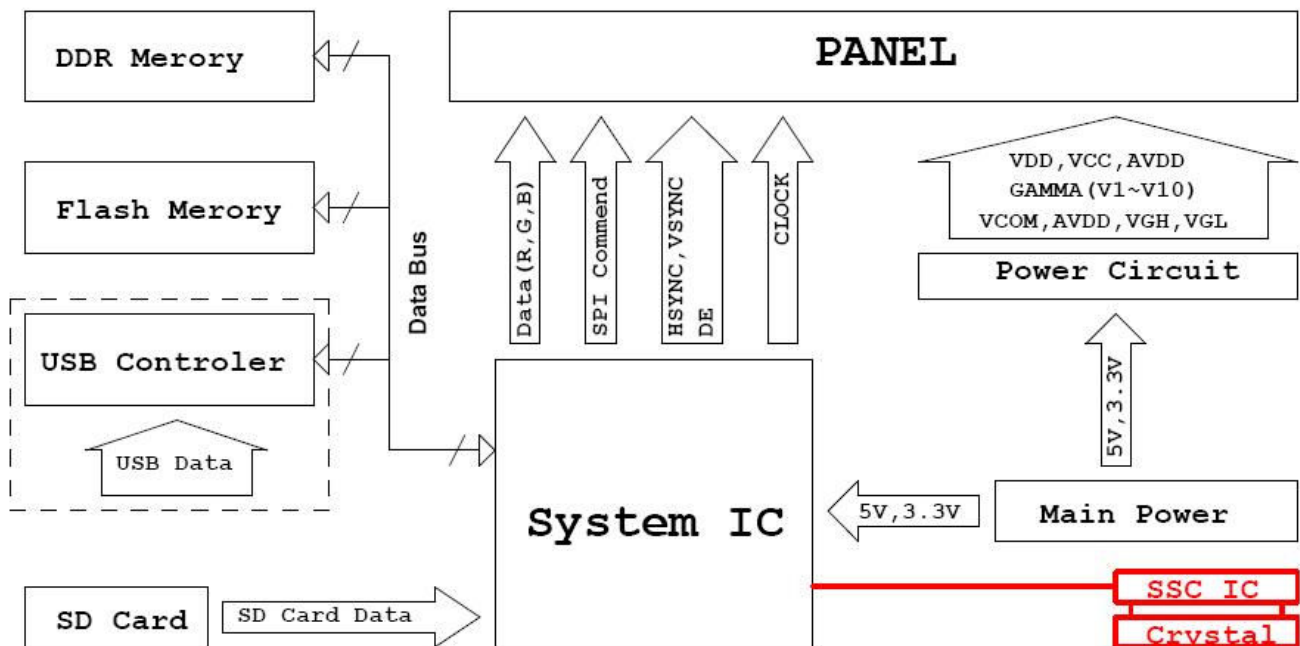 DDR Merory
PANEL
Flash Merory
Data Bus
USB Controler
USB Data
Data(R,G,B)
SPI Commend
HSYNC,VSYNC
DE
CLOCK
VDD,VCC,AVDD
GAMMA(V1~V10)
VCOM,AVDD,VGH,VGL
Power Circuit
5V,3.3V
System IC
5V,3.3V
Main Power
SD Card
SD Card Data
SSC IC
Crystal